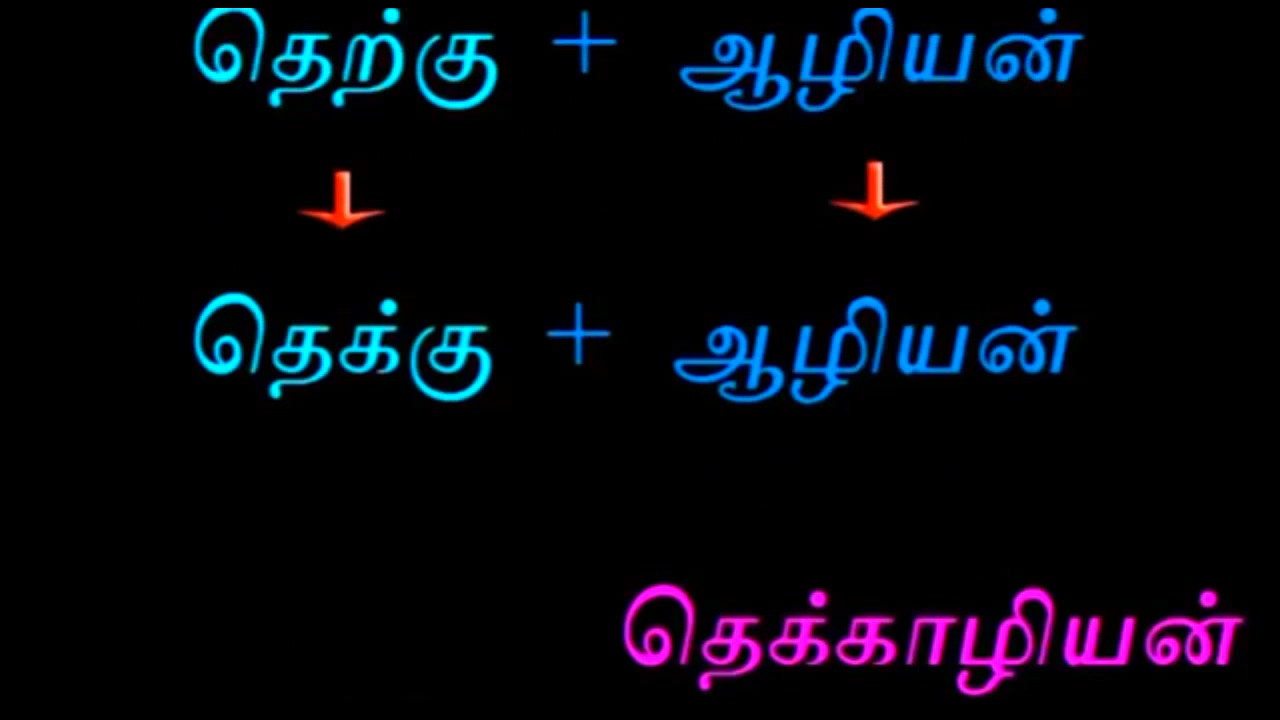 தெற்கு + ஆழியன்
தெக்கு + ஆழியன்
தெக்காழியன்